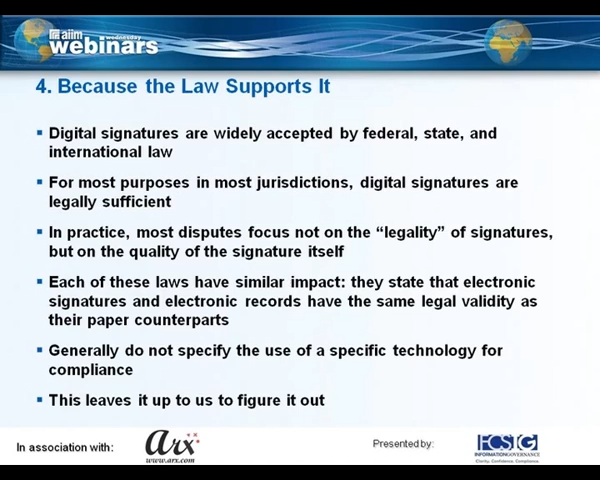 aiim wednesday
webinars
4. Because the Law Supports It
▪ Digital signatures are widely accepted by federal, state, and
international law
▪ For most purposes in most jurisdictions, digital signatures are
legally sufficient
▪ In practice, most disputes focus not on the “legality” of signatures,
but on the quality of the signature itself
▪ Each of these laws have similar impact: they state that electronic
signatures and electronic records have the same legal validity as
their paper counterparts
▪ Generally do not specify the use of a specific technology for
compliance
▪ This leaves it up to us to figure it out
In association with:
arx
www.arx.com
Presented by:
INFORMATIONGOVERNANCE
Clarity. Confidence. Compliance.